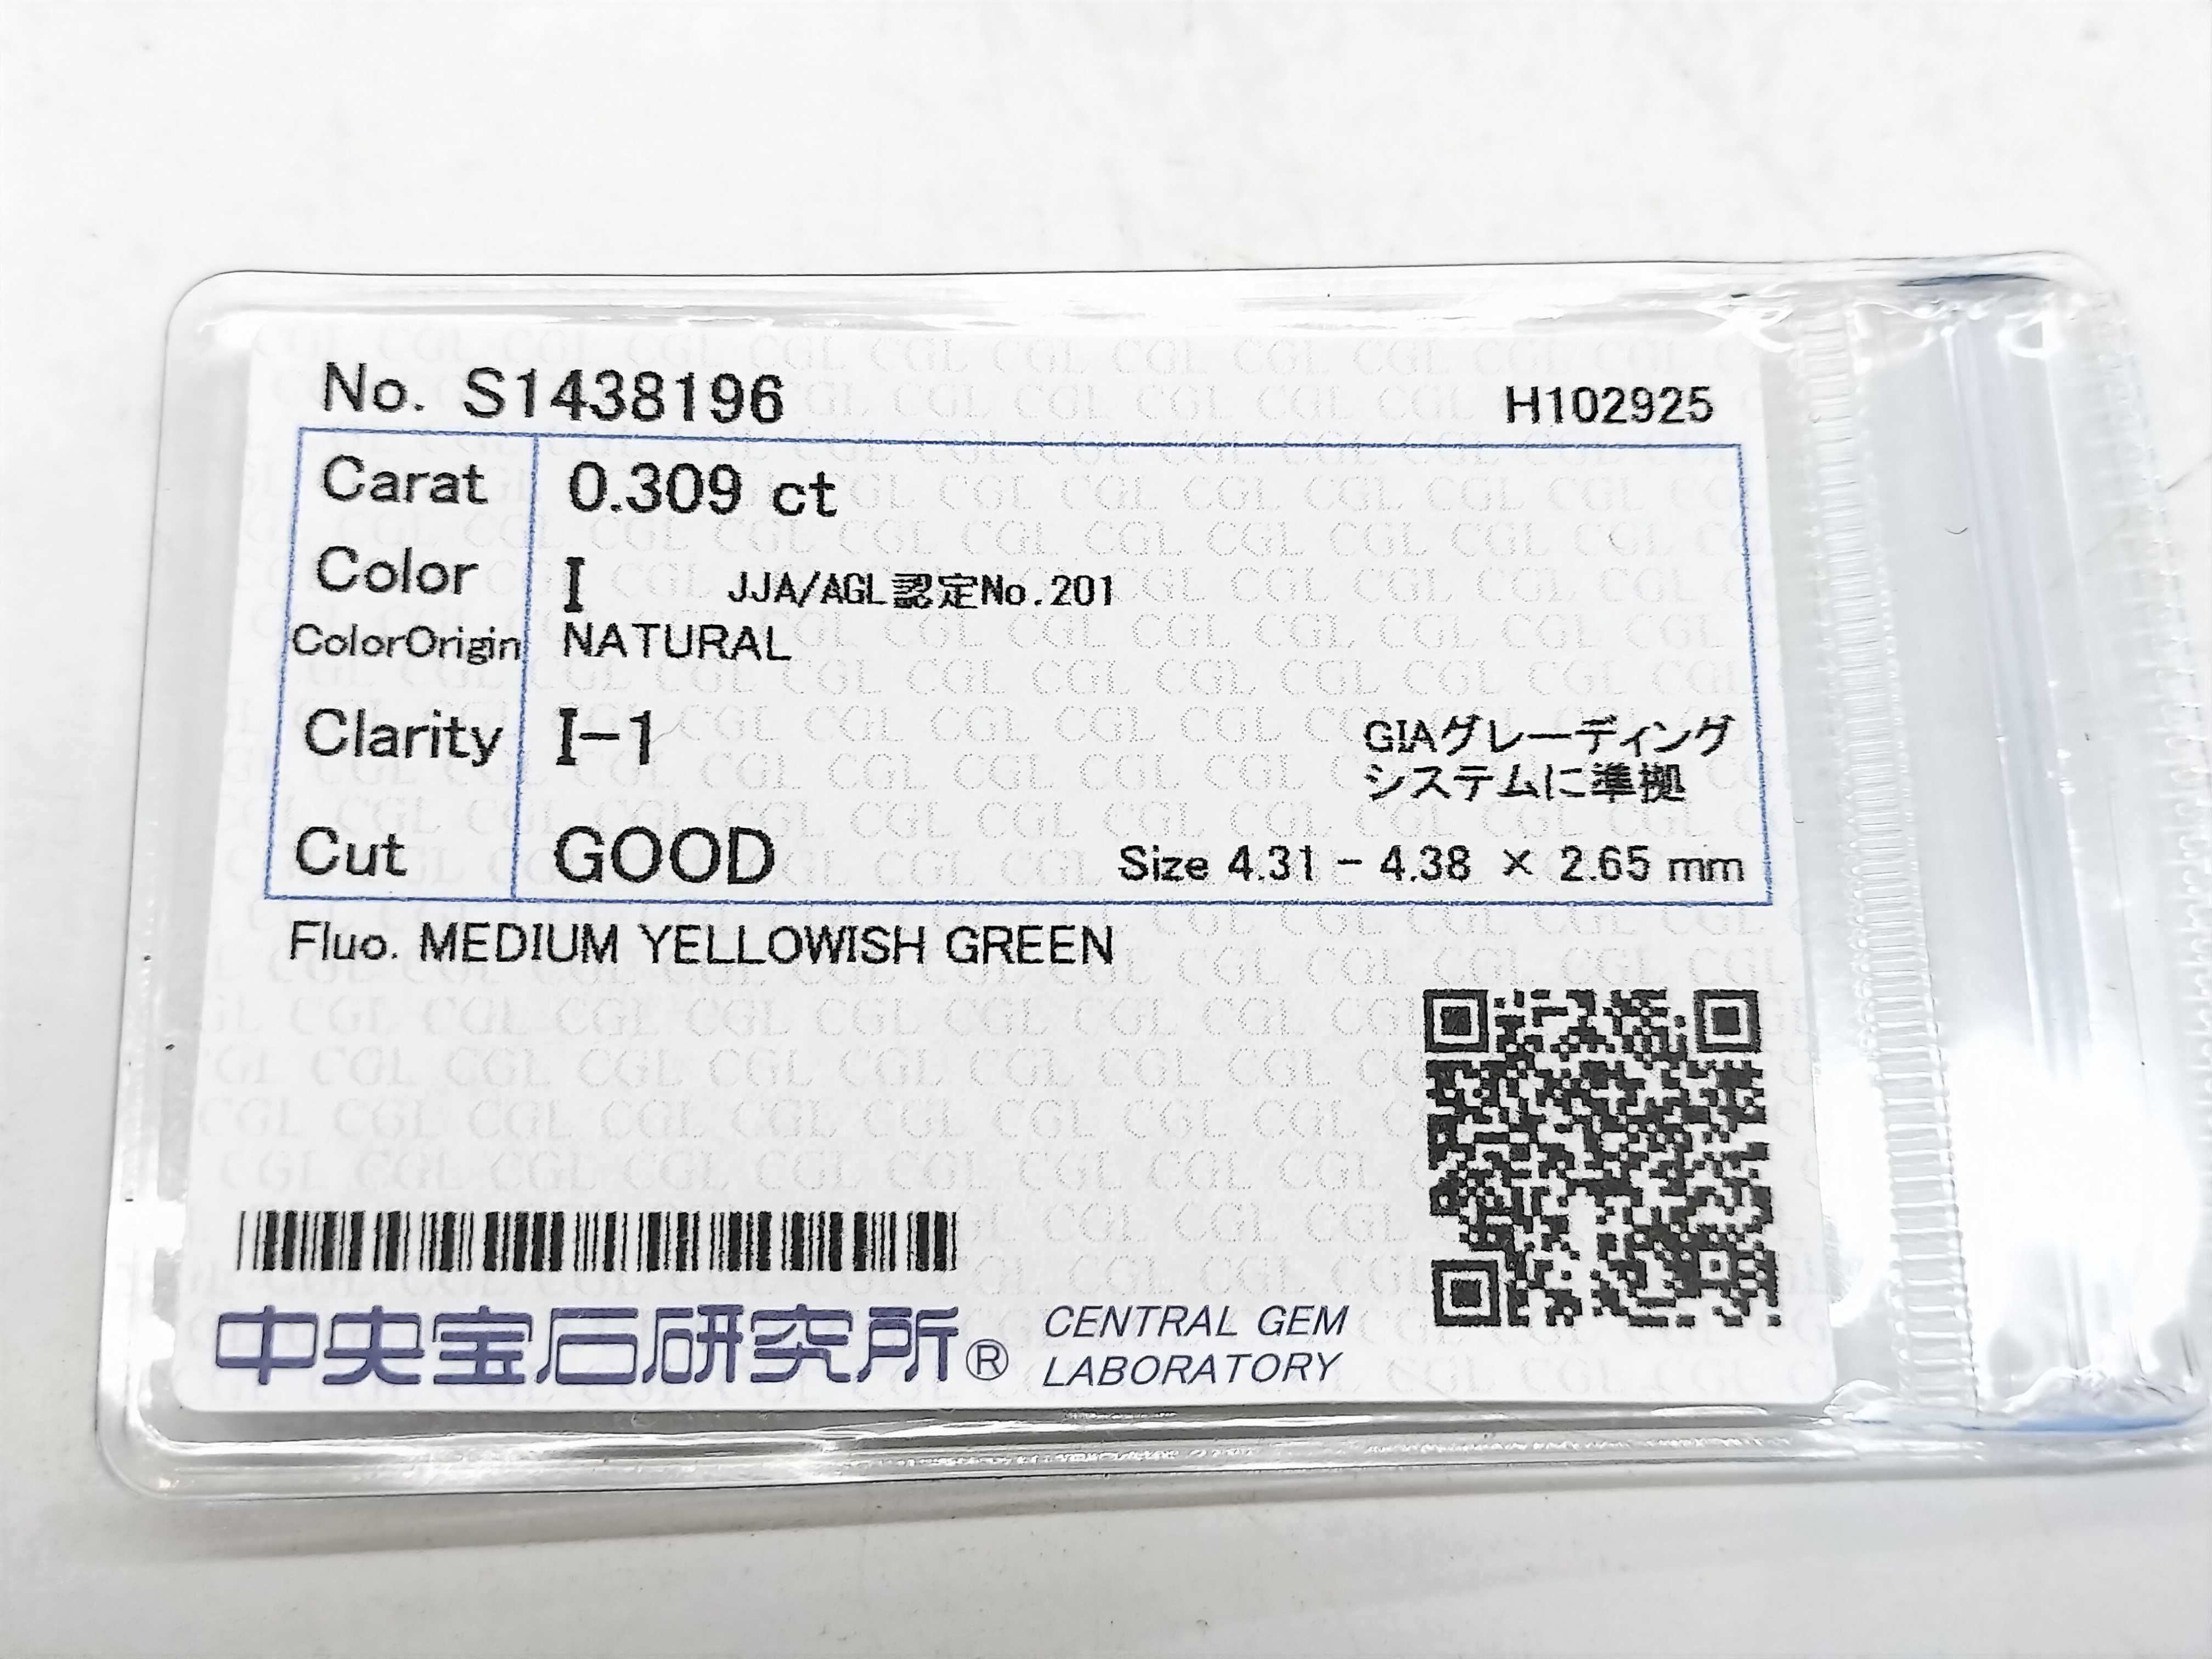 No. S1438196 H102925
Carat 0.309 ct
Color I JJA/AGL認定No.201
ColorOrigin NATURAL
Clarity I-1 GIAグレーディング
システムに準拠
Cut GOOD Size 4.31 - 4.38 × 2.65 mm
Fluo. MEDIUM YELLOWISH GREEN
中央宝石研究所® CENTRAL GEM
LABORATORY